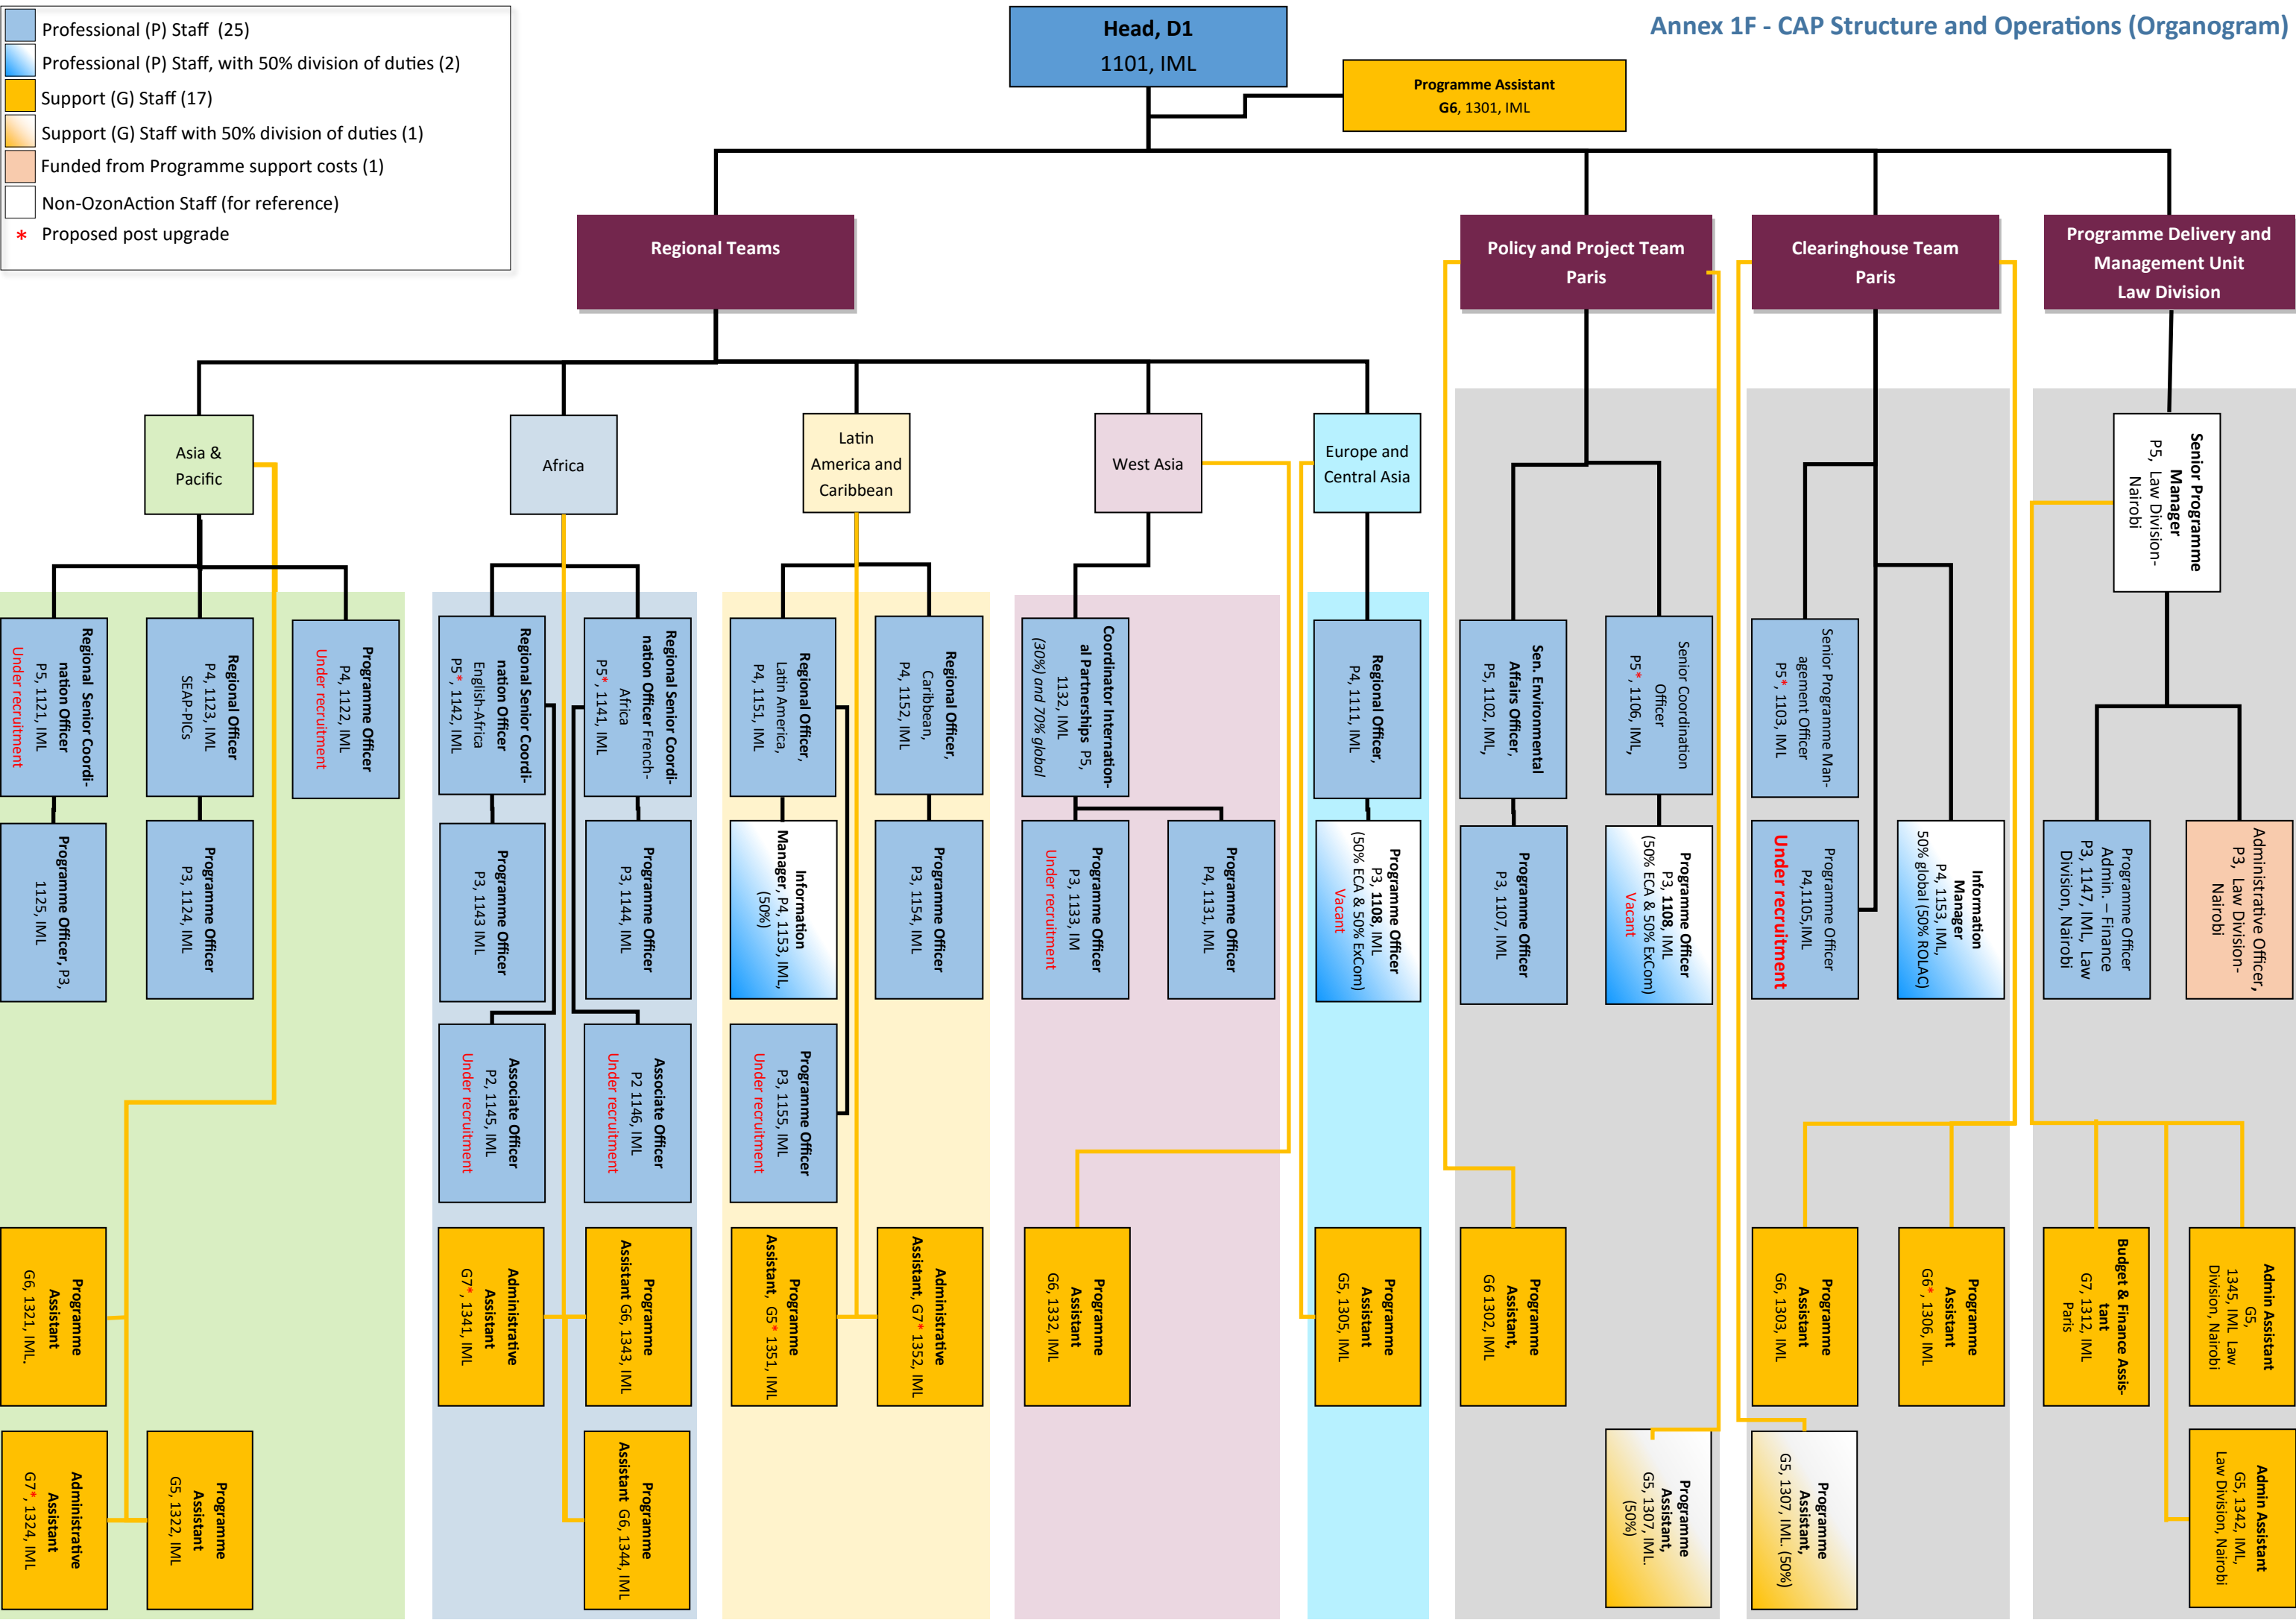 Professional (P) Staff (25)
Professional (P) Staff, with 50% division of duties (2)
Support (G) Staff (17)
Support (G) Staff with 50% division of duties (1)
Funded from Programme support costs (1)
Non-OzonAction Staff (for reference)
* Proposed post upgrade
Annex 1F - CAP Structure and Operations (Organogram)
Head, D1
1101, IML
Programme Assistant
G6, 1301, IML
Regional Teams
Policy and Project Team
Paris
Clearinghouse Team
Paris
Programme Delivery and
Management Unit
Law Division
Asia &
Pacific
Africa
Latin
America and
Caribbean
West Asia
Europe and
Central Asia
Senior Programme
Manager
P5, Law Division-
Nairobi
Regional Senior Coordi-
nation Officer
P5, 1121, IML
Under recruitment
Regional Officer
P4, 1123, IML
SEAP-PICs
Programme Officer
P4, 1122, IML
Under recruitment
Regional Senior Coordi-
nation Officer
English-Africa
P5*, 1142, IML
Regional Senior Coordi-
nation Officer French-
Africa
P5*, 1141, IML
Regional Officer,
Latin America,
P4, 1151, IML
Regional Officer,
Caribbean,
P4, 1152, IML
Coordinator Internation-
al Partnerships P5,
1132, IML
(30%) and 70% global
Regional Officer,
P4, 1111, IML
Sen. Environmental
Affairs Officer,
P5, 1102, IML,
Senior Coordination
Officer
P5*, 1106, IML,
Senior Programme Man-
agement Officer
P5*, 1103, IML
Programme Officer, P3,
1125, IML
Programme Officer
P3, 1124, IML
Programme Officer
P3, 1143 IML
Programme Officer
P3, 1144, IML
Information
Manager, P4, 1153, IML,
(50%)
Programme Officer
P3, 1154, IML
Programme Officer
P3, 1133, IM
Under recruitment
Programme Officer
P4, 1131, IML
Programme Officer
P3, 1108, IML
(50% ECA & 50% ExCom)
Vacant
Programme Officer
P3, 1107, IML
Programme Officer
P3, 1108, IML
(50% ECA & 50% ExCom)
Vacant
Programme Officer
P4,1105,IML
Under recruitment
Information
Manager
P4, 1153, IML,
50% global (50% ROLAC)
Programme Officer
Admin. – Finance
P3, 1147, IML, Law
Division, Nairobi
Administrative Officer,
P3, Law Division-
Nairobi
Associate Officer
P2, 1145, IML
Under recruitment
Associate Officer
P2 1146, IML
Under recruitment
Programme Officer
P3, 1155, IML
Under recruitment
Programme
Assistant
G6, 1321, IML.
Administrative
Assistant
G7*, 1341, IML
Programme
Assistant G6, 1343, IML
Programme
Assistant, G5* 1351, IML
Administrative
Assistant, G7* 1352, IML
Programme
Assistant
G6, 1332, IML
Programme
Assistant
G5, 1305, IML
Programme
Assistant,
G6 1302, IML
Programme
Assistant
G6, 1303, IML
Programme
Assistant
G6*, 1306, IML
Budget & Finance Assis-
tant
G7, 1312, IML
Paris
Admin Assistant
G5,
1345, IML Law
Division, Nairobi
Administrative
Assistant
G7*, 1324, IML
Programme
Assistant
G5, 1322, IML
Programme
Assistant G6, 1344, IML
Programme
Assistant,
G5, 1307, IML.
(50%)
Programme
Assistant,
G5, 1307, IML. (50%)
Admin Assistant
G5, 1342, IML,
Law Division, Nairobi